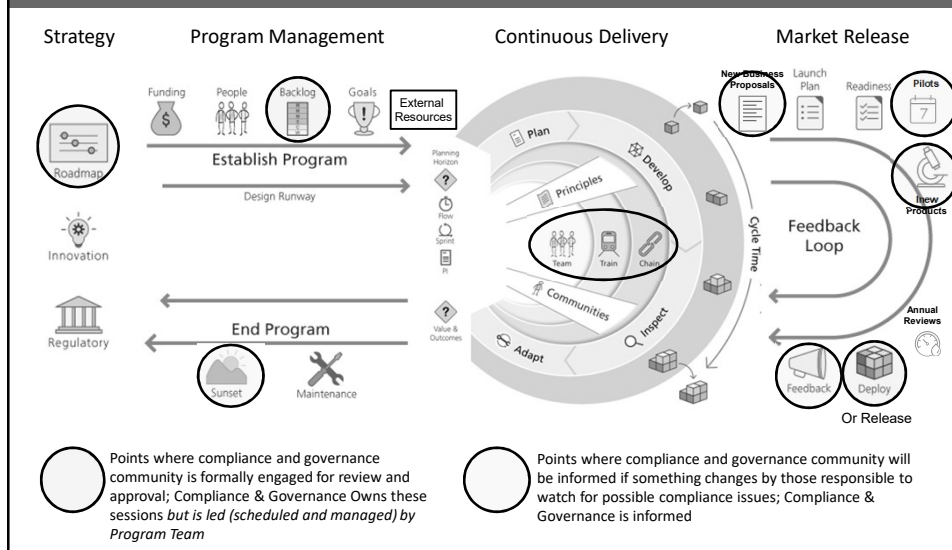 Strategy
Program Management
Continuous Delivery
Market Release
Funding
People
Backlog
Goals
External
Resources
Roadmap
Establish Program
Design Runway
Innovation
Regulatory
End Program
Sunset
Maintenance
Planning
Horizon
Flow
Sprint
PI
Value &
Outcomes
Plan
Develop
Inspect
Adapt
Principles
Team
Train
Chain
Communities
Cycle Time
New Business
Proposals
Launch
Plan
Readiness
Pilots
7
Inew
Products
Feedback
Loop
Annual
Reviews
Feedback
Deploy
Or Release
Points where compliance and governance
community is formally engaged for review and
approval; Compliance & Governance Owns these
sessions but is led (scheduled and managed) by
Program Team
Points where compliance and governance community will
be informed if something changes by those responsible to
watch for possible compliance issues; Compliance &
Governance is informed